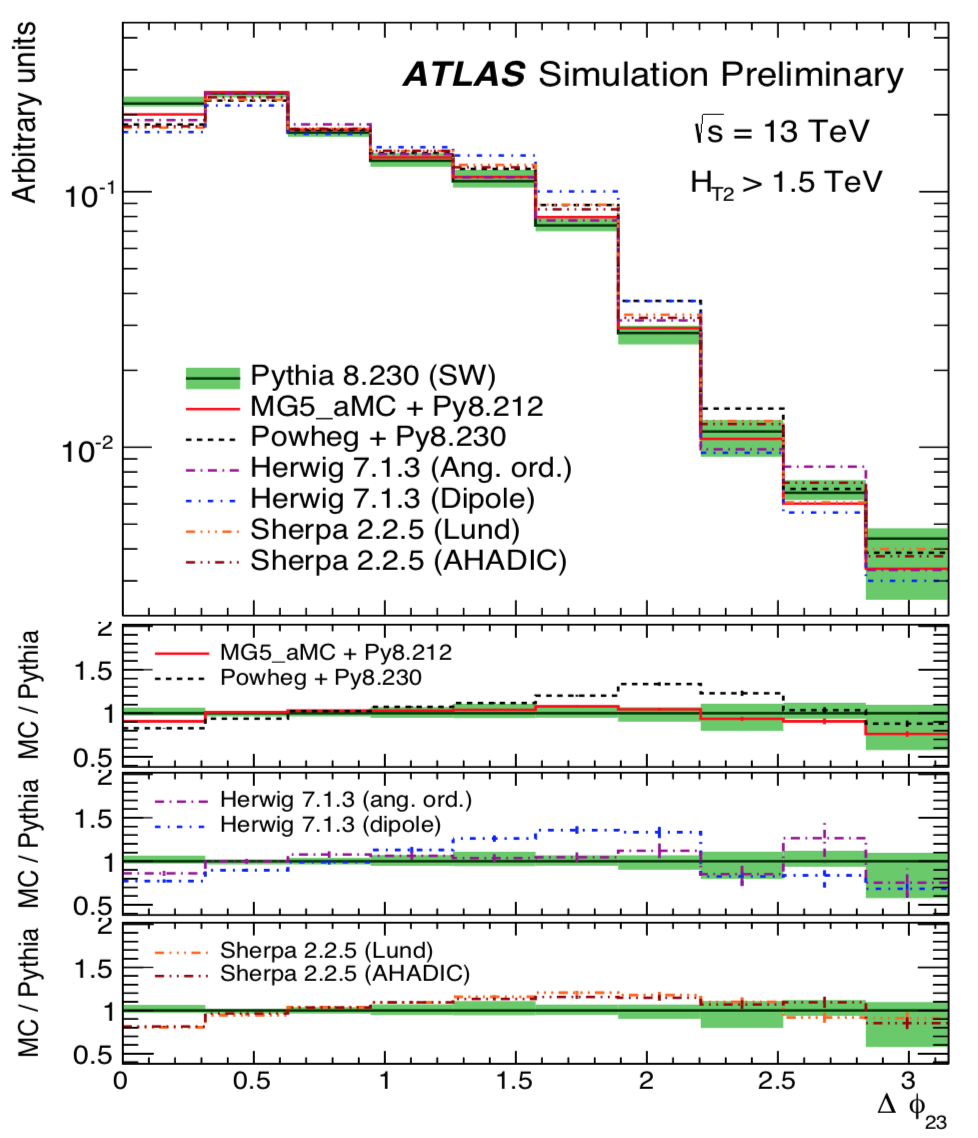 Arbitrary units
ATLAS Simulation Preliminary
√s = 13 TeV
H_T2 > 1.5 TeV
10^-1
10^-2
Pythia 8.230 (SW)
MG5_aMC + Py8.212
Powheg + Py8.230
Herwig 7.1.3 (Ang. ord.)
Herwig 7.1.3 (Dipole)
Sherpa 2.2.5 (Lund)
Sherpa 2.2.5 (AHADIC)
MC / Pythia
2
1.5
1
0.5
MG5_aMC + Py8.212
Powheg + Py8.230
MC / Pythia
2
1.5
1
0.5
Herwig 7.1.3 (ang. ord.)
Herwig 7.1.3 (dipole)
MC / Pythia
2
1.5
1
0.5
Sherpa 2.2.5 (Lund)
Sherpa 2.2.5 (AHADIC)
0 0.5 1 1.5 2 2.5 3
Δ ϕ_23